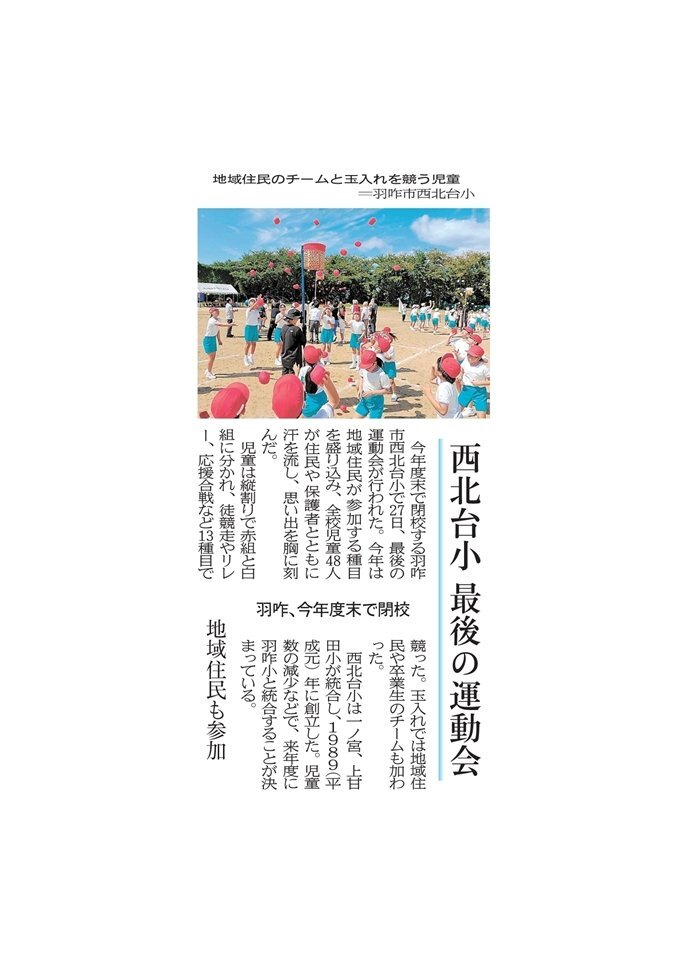 地域住民のチームと玉入れを競う児童
＝羽咋市西北台小
西北台小 最後の運動会
羽咋、今年度末で閉校
地域住民も参加
今年度末で閉校する羽咋
市西北台小で27日、最後の
運動会が行われた。今年は
地域住民が参加する種目
を盛り込み、全校児童48人
が住民や保護者とともに
汗を流し、思い出を胸に刻
んだ。
児童は縦割りで赤組と白
組に分かれ、徒競走やリレ
ー、応援合戦など13種目で
競った。玉入れでは地域住
民や卒業生のチームも加わ
った。
西北台小は一ノ宮、上甘
田小が統合し、1989（平
成元）年に創立した。児童
数の減少などで、来年度に
羽咋小と統合することが決
まっている。